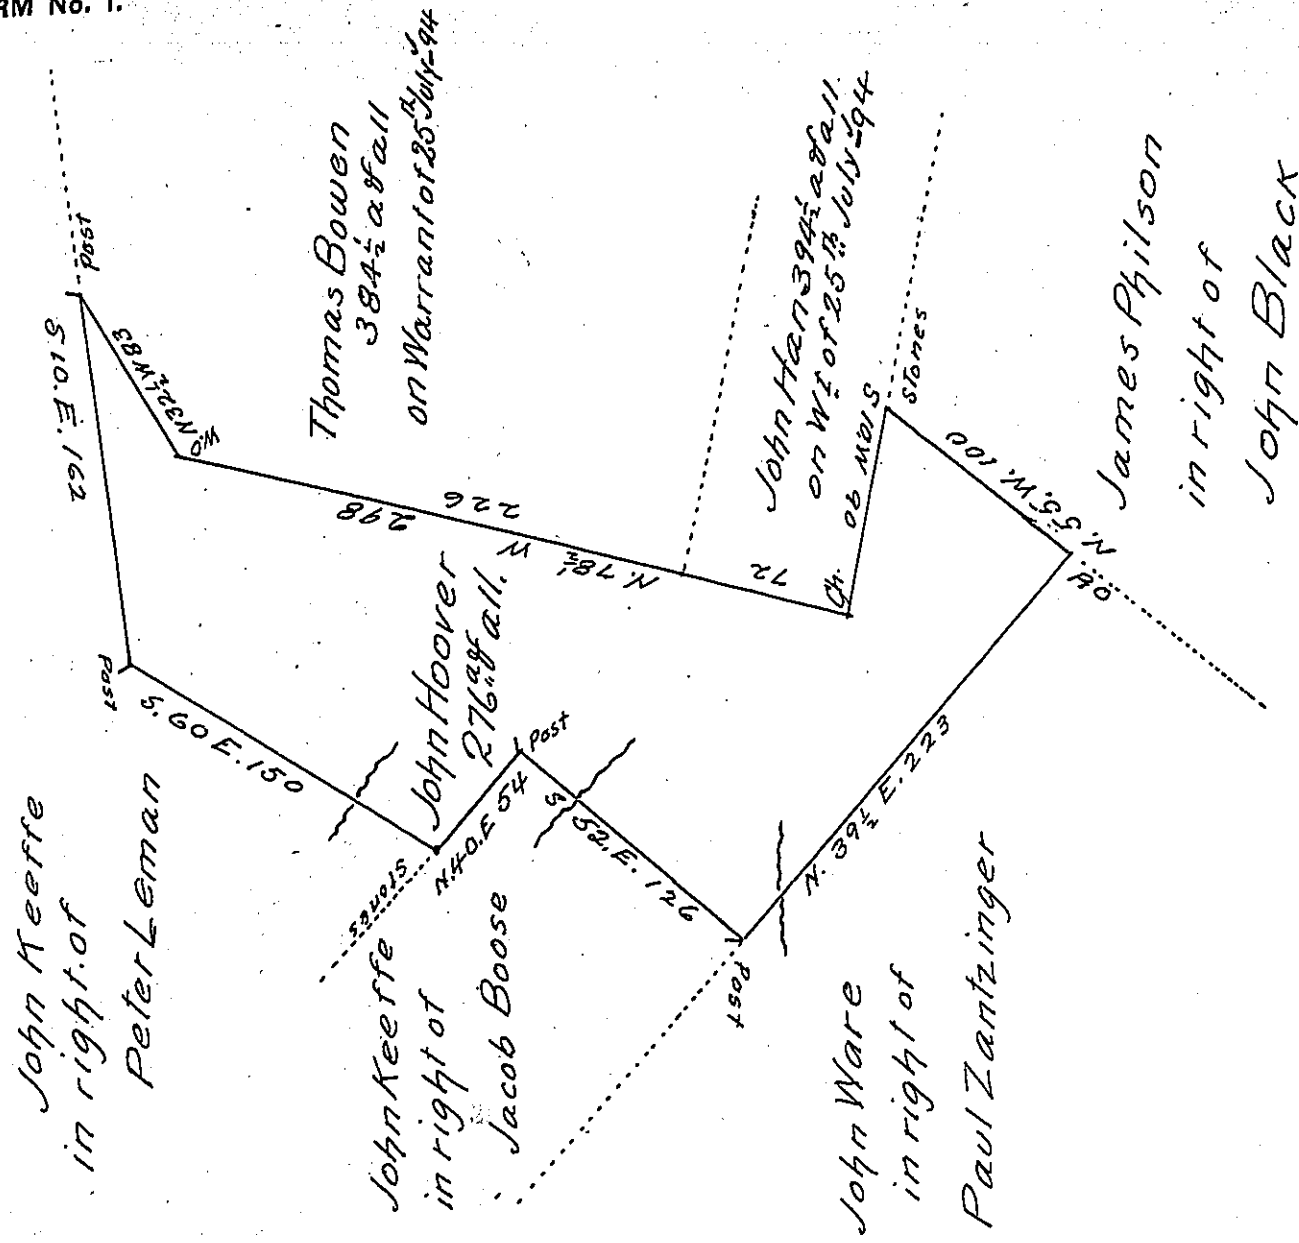 RM No. 1.
Thomas Bowen
384½ a & all
on Warrant of 25th July - 94
John Han 394½ a & all.
on Wt of 25th July - 94
James Philson
in right of
John Black
John Hoover
276 a & all.
John Keeffe
in right of
Peter Leman
John Keeffe
in right of
Jacob Boose
John Ware
in right of
Paul Zantzinger
Post
S 10. E. 162
Post
S. 60 E. 150
Stones
N. 40. E 54
Post
S 52. E. 126
Post
N. 39½ E. 223
N. 55. W. 100
Stones
S 10 W 90
Ch.
72
N. 78½ W
226
298
W.O
N 32½ W 83